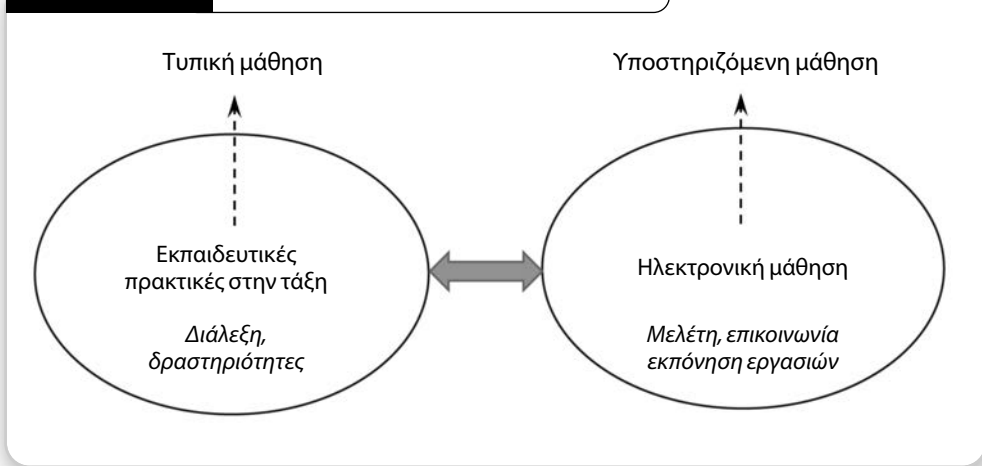 Τυπική μάθηση
Υποστηριζόμενη μάθηση
Εκπαιδευτικές
πρακτικές στην τάξη
Διάλεξη,
δραστηριότητες
Ηλεκτρονική μάθηση
Μελέτη, επικοινωνία
εκπόνηση εργασιών